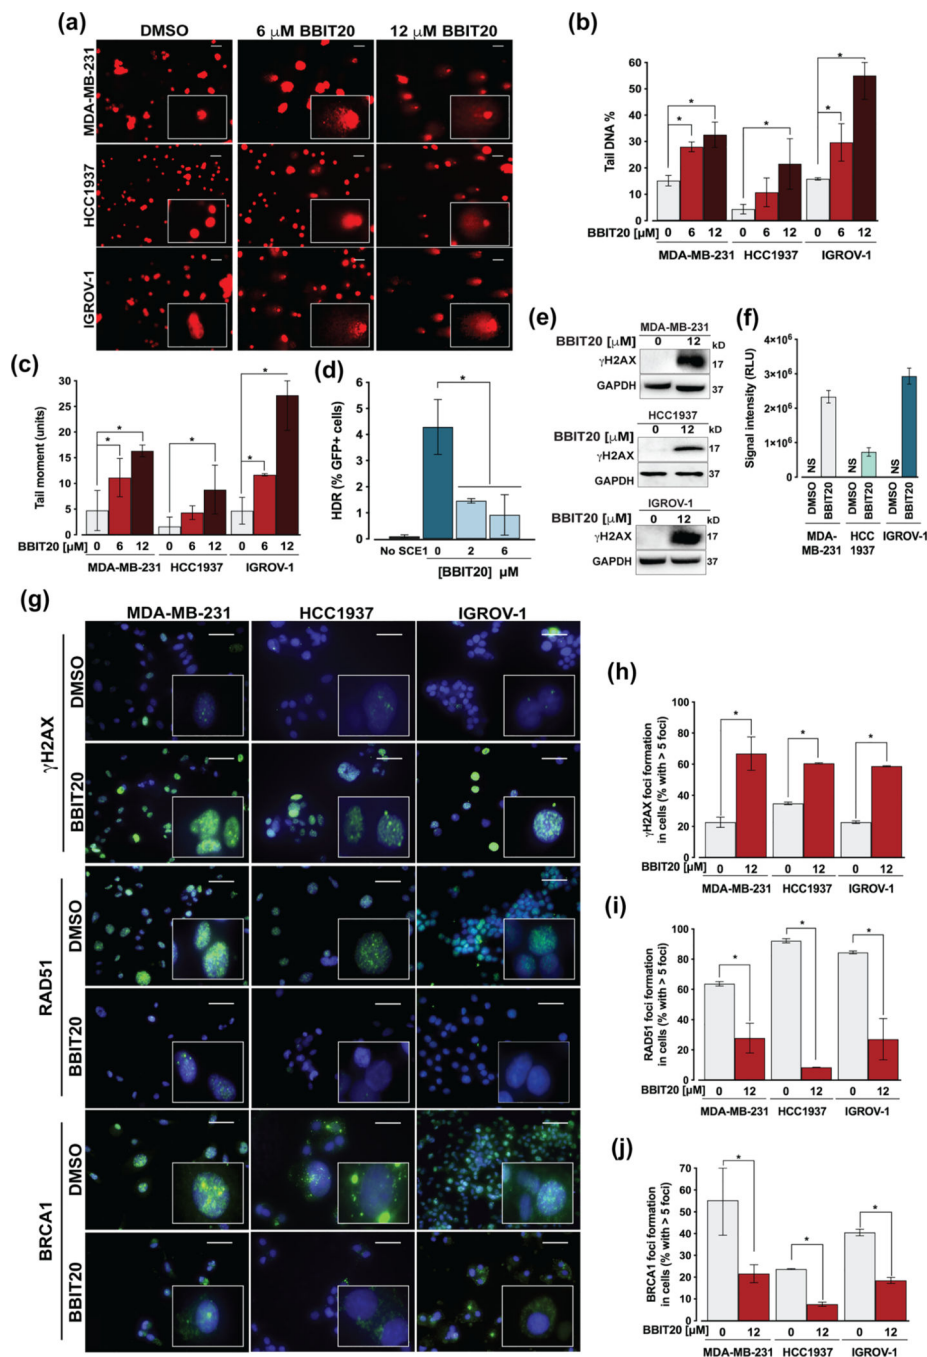 (a)
DMSO
6 μM BBIT20
12 μM BBIT20
MDA-MB-231
HCC1937
IGROV-1
(b)
Tail DNA %
60
50
40
30
20
10
0
*
*
*
*
*
BBIT20 [μM]
0 6 12 0 6 12 0 6 12
MDA-MB-231 HCC1937 IGROV-1
(c)
Tail moment (units)
30
25
20
15
10
5
0
*
*
*
*
*
BBIT20 [μM]
0 6 12 0 6 12 0 6 12
MDA-MB-231 HCC1937 IGROV-1
(d)
HDR (% GFP+ cells)
6
5
4
3
2
1
0
*
No SCE1 0 2 6
[BBIT20] μM
(e)
MDA-MB-231
BBIT20 [μM] 0 12 kD
γH2AX 17
GAPDH 37
HCC1937
BBIT20 [μM] 0 12 kD
γH2AX 17
GAPDH 37
IGROV-1
BBIT20 [μM] 0 12 kD
γH2AX 17
GAPDH 37
(f)
Signal intensity (RLU)
4×10⁶
3×10⁶
2×10⁶
1×10⁶
0
NS NS NS
DMSO BBIT20 DMSO BBIT20 DMSO BBIT20
MDA- HCC IGROV-1
MB-231 1937
(g)
MDA-MB-231 HCC1937 IGROV-1
γH2AX
DMSO
BBIT20
RAD51
DMSO
BBIT20
BRCA1
DMSO
BBIT20
(h)
γH2AX foci formation
in cells (% with > 5 foci)
100
80
60
40
20
0
*
*
*
BBIT20 [μM]
0 12 0 12 0 12
MDA-MB-231 HCC1937 IGROV-1
(i)
RAD51 foci formation
in cells (% with > 5 foci)
100
80
60
40
20
0
*
*
*
BBIT20 [μM]
0 12 0 12 0 12
MDA-MB-231 HCC1937 IGROV-1
(j)
BRCA1 foci formation
in cells (% with > 5 foci)
70
60
50
40
30
20
10
0
*
*
*
BBIT20 [μM]
0 12 0 12 0 12
MDA-MB-231 HCC1937 IGROV-1